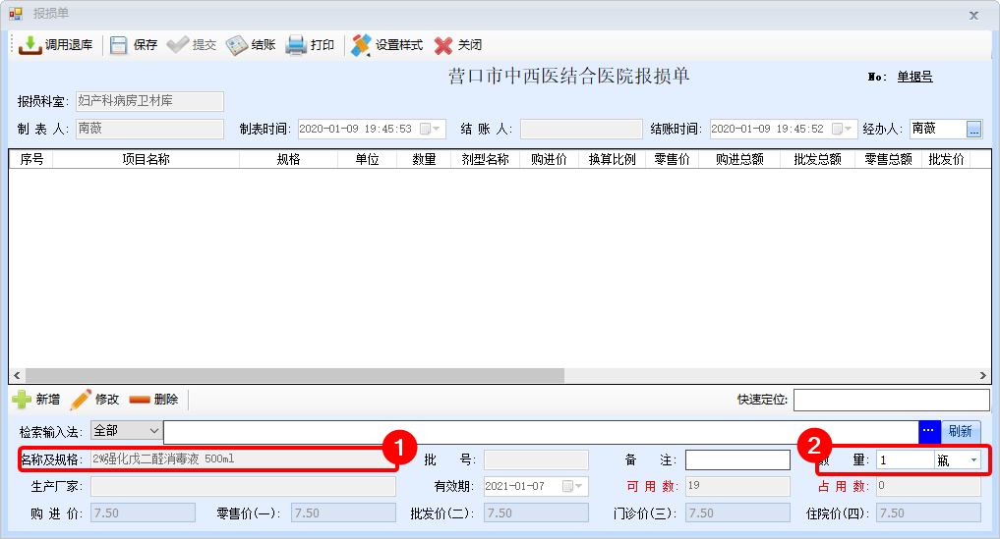 报损单
调用退库 保存 提交 结账 打印 设置样式 关闭
营口市中西医结合医院报损单 No: 单据号
报损科室: 妇产科病房卫材库
制 表 人: 南薇 制表时间: 2020-01-09 19:45:53 结 账 人: 结账时间: 2020-01-09 19:45:52 经办人: 南薇 ...
序号 项目名称 规格 单位 数量 剂型名称 购进价 换算比例 零售价 购进总额 批发总额 零售总额 批发价
新增 修改 删除 快速定位:
检索输入法: 全部 ... 刷新
名称及规格: 2%强化戊二醛消毒液 500ml 1 批 号: 备 注: 2 量: 1 瓶
生产厂家: 有效期: 2021-01-07 可 用 数: 19 占 用 数: 0
购 进 价: 7.50 零售价(一): 7.50 批发价(二): 7.50 门诊价(三): 7.50 住院价(四): 7.50